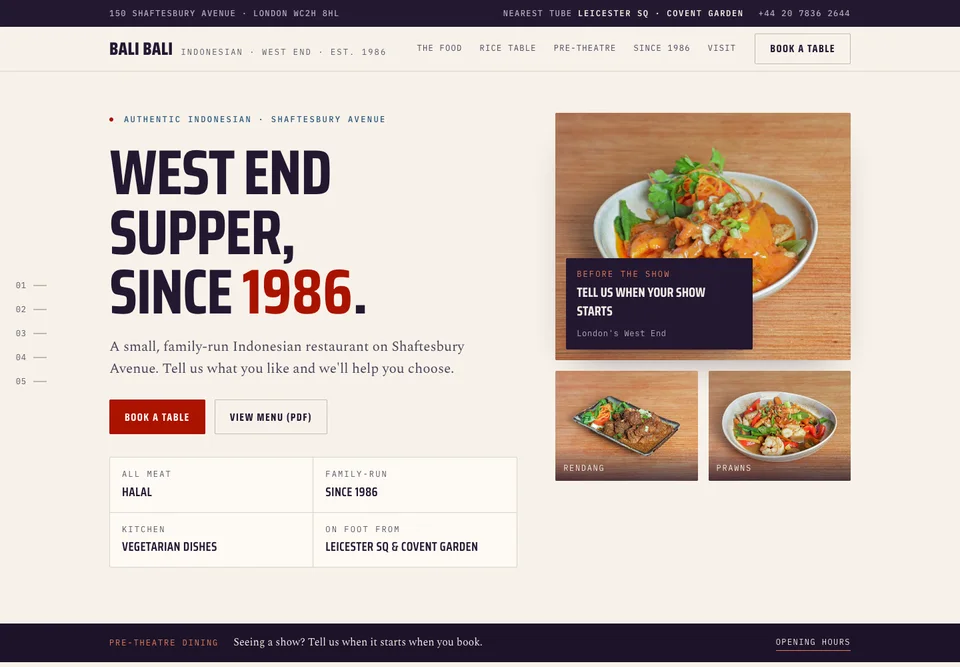 150 SHAFTESBURY AVENUE · LONDON WC2H 8HL
NEAREST TUBE LEICESTER SQ · COVENT GARDEN
+44 20 7836 2644
BALI BALI
INDONESIAN · WEST END · EST. 1986
THE FOOD
RICE TABLE
PRE-THEATRE
SINCE 1986
VISIT
BOOK A TABLE
AUTHENTIC INDONESIAN · SHAFTESBURY AVENUE
WEST END
SUPPER,
SINCE 1986.
A small, family-run Indonesian restaurant on Shaftesbury
Avenue. Tell us what you like and we'll help you choose.
BOOK A TABLE
VIEW MENU (PDF)
ALL MEAT
HALAL
FAMILY-RUN
SINCE 1986
KITCHEN
VEGETARIAN DISHES
ON FOOT FROM
LEICESTER SQ & COVENT GARDEN
01
02
03
04
05
BEFORE THE SHOW
TELL US WHEN YOUR SHOW
STARTS
London's West End
RENDANG
PRAWNS
PRE-THEATRE DINING
Seeing a show? Tell us when it starts when you book.
OPENING HOURS